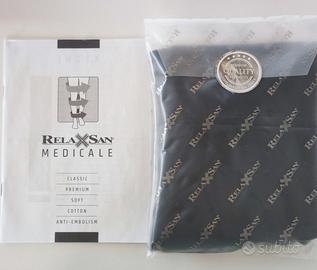 RELAXSAN®
MEDICALE
CLASSIC
PREMIUM
SOFT
COTTON
ANTI-EMBOLISM
QUALITY
RELAXSAN
subito